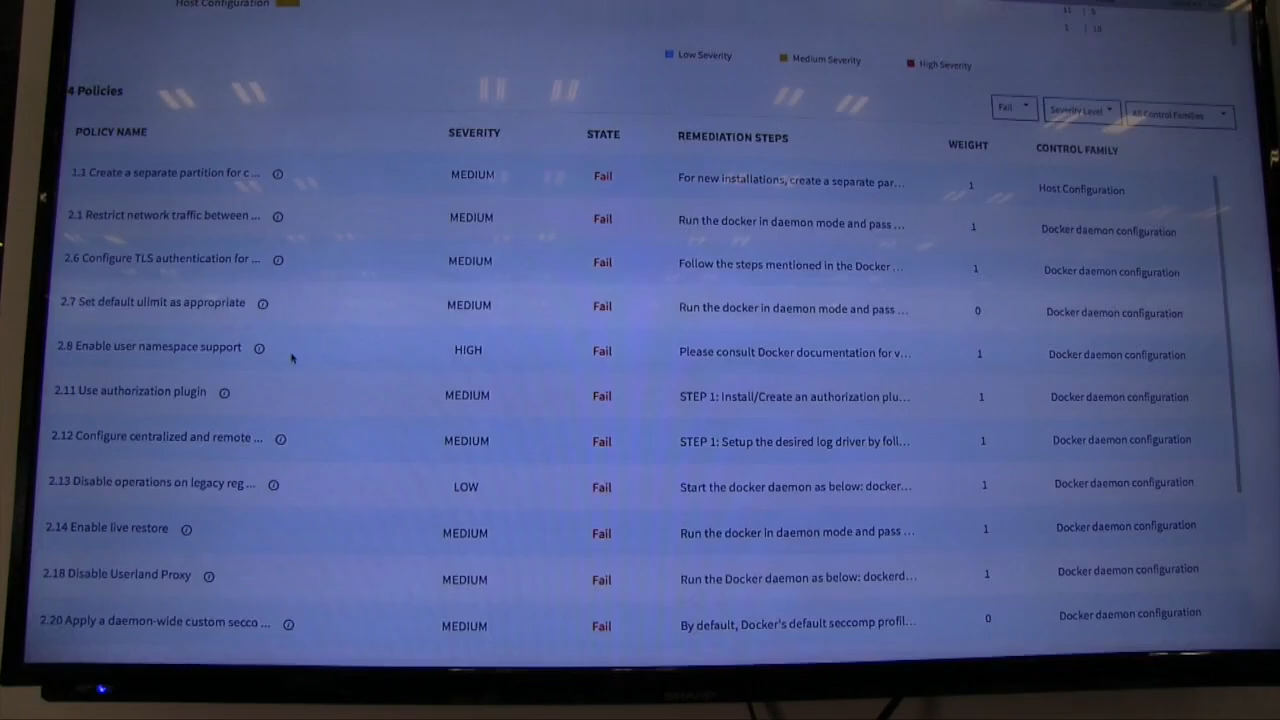 Host Configuration
11 | 5
1 | 10
Low Severity Medium Severity High Severity
4 Policies
Fail Severity Level All Control Families
POLICY NAME SEVERITY STATE REMEDIATION STEPS WEIGHT CONTROL FAMILY
1.1 Create a separate partition for c ... MEDIUM Fail For new installations, create a separate par... 1 Host Configuration
2.1 Restrict network traffic between ... MEDIUM Fail Run the docker in daemon mode and pass ... 1 Docker daemon configuration
2.6 Configure TLS authentication for ... MEDIUM Fail Follow the steps mentioned in the Docker ... 1 Docker daemon configuration
2.7 Set default ulimit as appropriate MEDIUM Fail Run the docker in daemon mode and pass ... 0 Docker daemon configuration
2.8 Enable user namespace support HIGH Fail Please consult Docker documentation for v... 1 Docker daemon configuration
2.11 Use authorization plugin MEDIUM Fail STEP 1: Install/Create an authorization plu... 1 Docker daemon configuration
2.12 Configure centralized and remote ... MEDIUM Fail STEP 1: Setup the desired log driver by foll... 1 Docker daemon configuration
2.13 Disable operations on legacy reg ... LOW Fail Start the docker daemon as below: docker... 1 Docker daemon configuration
2.14 Enable live restore MEDIUM Fail Run the docker in daemon mode and pass ... 1 Docker daemon configuration
2.18 Disable Userland Proxy MEDIUM Fail Run the Docker daemon as below: dockerd... 1 Docker daemon configuration
2.20 Apply a daemon-wide custom secco ... MEDIUM Fail By default, Docker's default seccomp profil... 0 Docker daemon configuration
SHARP